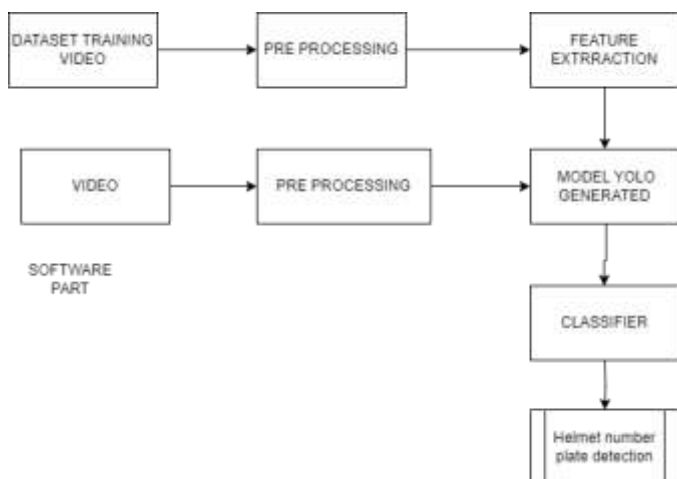 DATASET TRAINING
VIDEO
PRE PROCESSING
FEATURE
EXTRRACTION
VIDEO
PRE PROCESSING
MODEL YOLO
GENERATED
SOFTWARE
PART
CLASSIFIER
Helmet number
plate detection